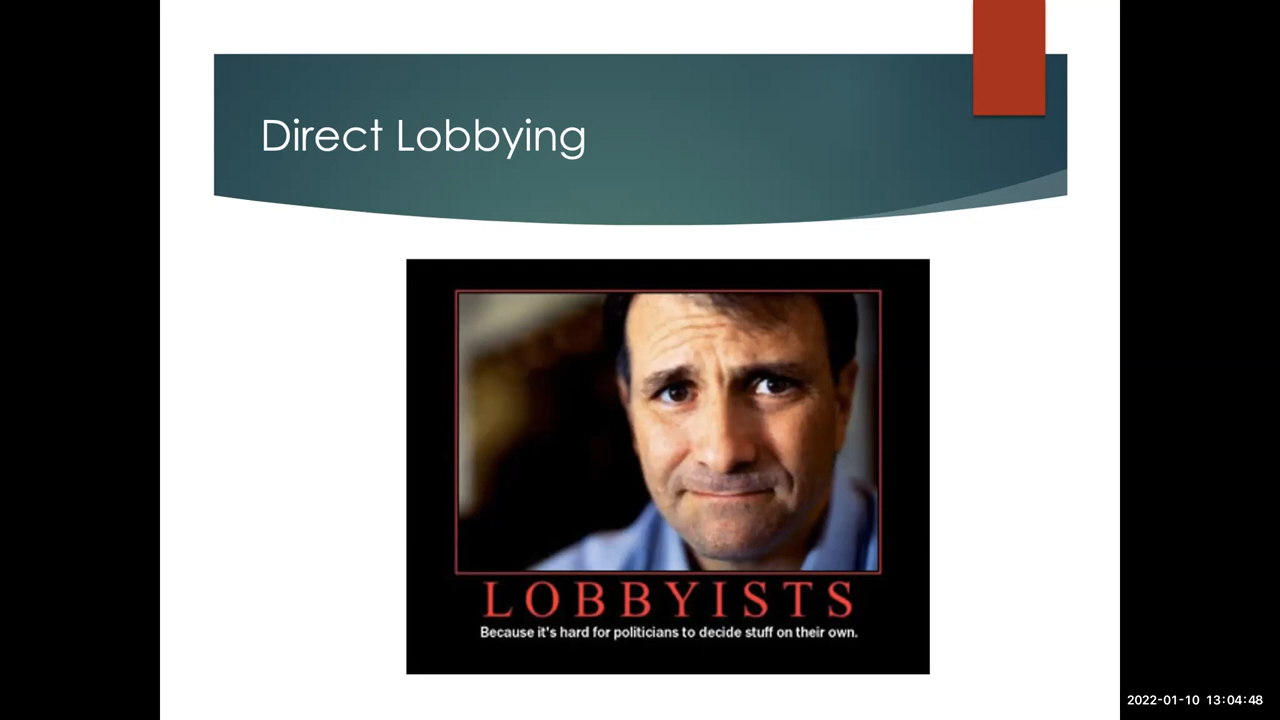 Direct Lobbying
LOBBYISTS
Because it's hard for politicians to decide stuff on their own.
2022-01-10 13:04:48